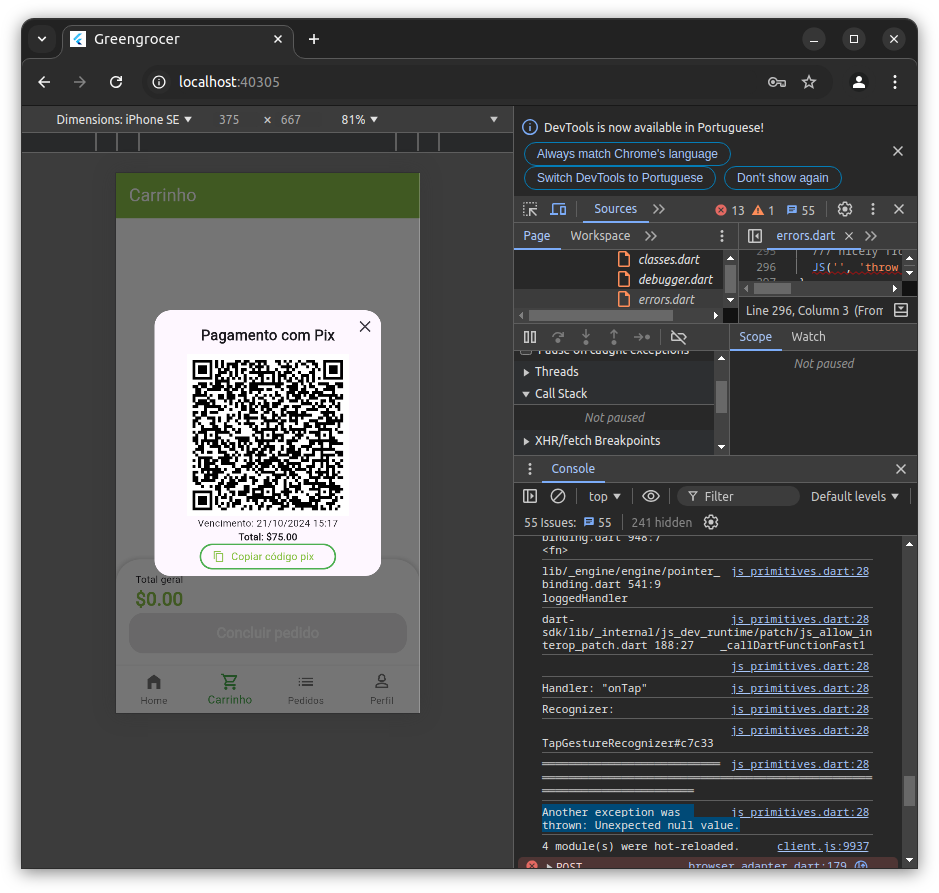 Greengrocer
localhost:40305
Dimensions: iPhone SE
375
×
667
81%
Carrinho
Pagamento com Pix
Vencimento: 21/10/2024 15:17
Total: $75.00
Copiar código pix
Total geral
$0.00
Concluir pedido
Home
Carrinho
Pedidos
Perfil
DevTools is now available in Portuguese!
Always match Chrome's language
Switch DevTools to Portuguese
Don't show again
Sources
13
1
55
Page
Workspace
errors.dart
classes.dart
debugger.dart
errors.dart
295
296
JS('', 'throw
Line 296, Column 3 (From
Pause on caught exceptions
Threads
Call Stack
Not paused
XHR/fetch Breakpoints
Scope
Watch
Not paused
Console
top
Filter
Default levels
55 Issues:
55
241 hidden
binding.dart 948:7
<fn>
lib/_engine/engine/pointer_
js_primitives.dart:28
binding.dart 541:9
loggedHandler
dart-
js_primitives.dart:28
sdk/lib/_internal/js_dev_runtime/patch/js_allow_in
terop_patch.dart 188:27 _callDartFunctionFast1
js_primitives.dart:28
Handler: "onTap"
js_primitives.dart:28
Recognizer:
js_primitives.dart:28
js_primitives.dart:28
TapGestureRecognizer#c7c33
js_primitives.dart:28
Another exception was
js_primitives.dart:28
thrown: Unexpected null value.
4 module(s) were hot-reloaded.
client.js:9937
POST
browser_adapter.dart:179